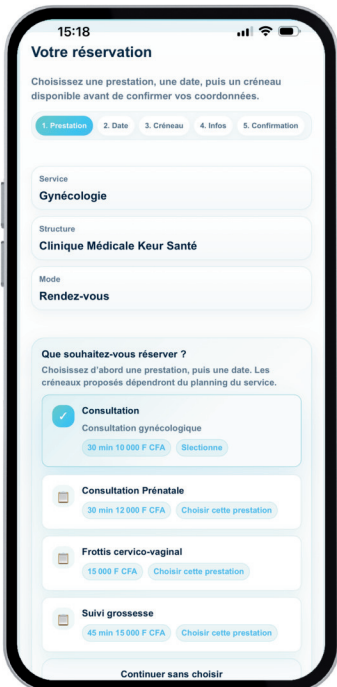 15:18
Votre réservation
Choisissez une prestation, une date, puis un créneau
disponible avant de confirmer vos coordonnées.
1. Prestation 2. Date 3. Créneau 4. Infos 5. Confirmation
Service
Gynécologie
Structure
Clinique Médicale Keur Santé
Mode
Rendez-vous
Que souhaitez-vous réserver ?
Choisissez d'abord une prestation, puis une date. Les
créneaux proposés dépendront du planning du service.
Consultation
Consultation gynécologique
30 min 10 000 F CFA Slectionne
Consultation Prénatale
30 min 12 000 F CFA Choisir cette prestation
Frottis cervico-vaginal
15 000 F CFA Choisir cette prestation
Suivi grossesse
45 min 15 000 F CFA Choisir cette prestation
Continuer sans choisir